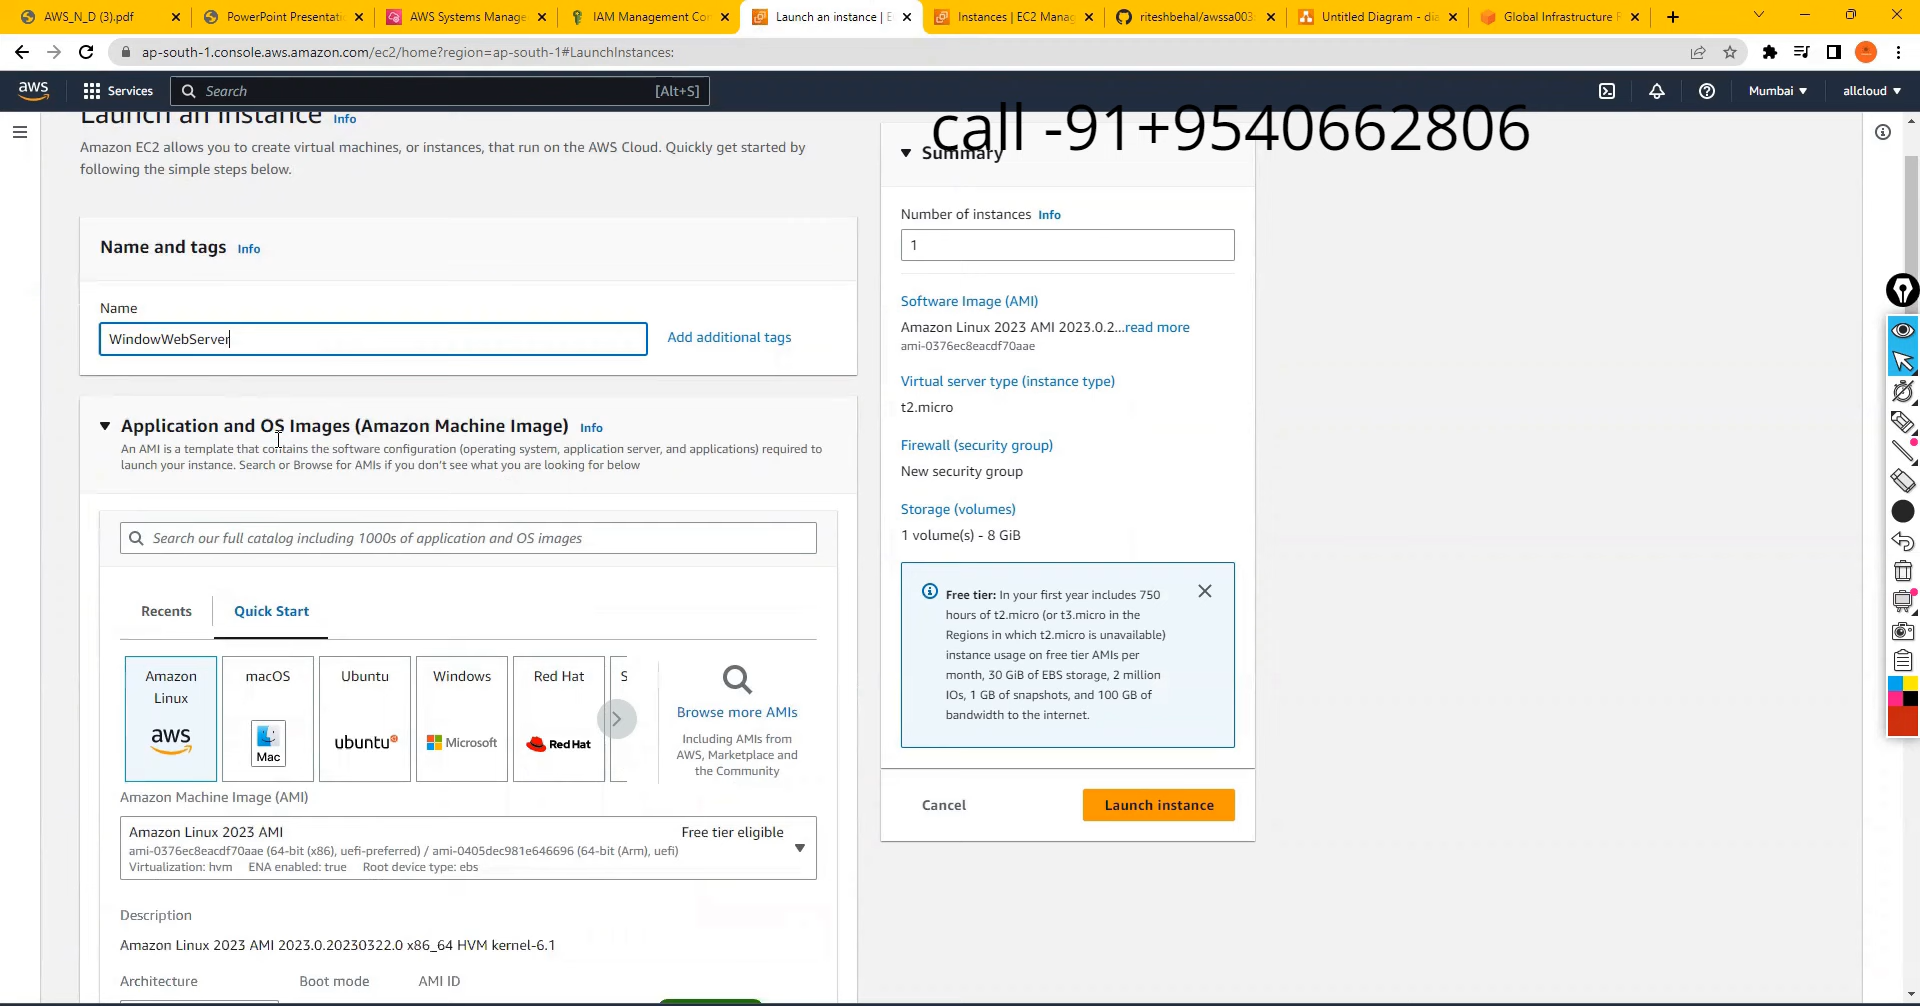 AWS_N_D (3).pdf
PowerPoint Presentati
AWS Systems Manage
IAM Management Co
Launch an instance | E
Instances | EC2 Manag
riteshbehal/awssa003
Untitled Diagram - dia
Global Infrastructure
ap-south-1.console.aws.amazon.com/ec2/home?region=ap-south-1#LaunchInstances:
aws
Services
Search
[Alt+S]
Mumbai
allcloud
call -91+9540662806
Launch an instance Info
Amazon EC2 allows you to create virtual machines, or instances, that run on the AWS Cloud. Quickly get started by
following the simple steps below.
Name and tags Info
Name
WindowWebServer
Add additional tags
Application and OS Images (Amazon Machine Image) Info
An AMI is a template that contains the software configuration (operating system, application server, and applications) required to
launch your instance. Search or Browse for AMIs if you don't see what you are looking for below
Search our full catalog including 1000s of application and OS images
Recents
Quick Start
Amazon
Linux
aws
macOS
Mac
Ubuntu
ubuntu
Windows
Microsoft
Red Hat
Red Hat
S
Browse more AMIs
Including AMIs from
AWS, Marketplace and
the Community
Amazon Machine Image (AMI)
Amazon Linux 2023 AMI
Free tier eligible
ami-0376ec8eacdf70aae (64-bit (x86), uefi-preferred) / ami-0405dec981e646696 (64-bit (Arm), uefi)
Virtualization: hvm ENA enabled: true Root device type: ebs
Description
Amazon Linux 2023 AMI 2023.0.20230322.0 x86_64 HVM kernel-6.1
Architecture
Boot mode
AMI ID
Summary
Number of instances Info
1
Software Image (AMI)
Amazon Linux 2023 AMI 2023.0.2...read more
ami-0376ec8eacdf70aae
Virtual server type (instance type)
t2.micro
Firewall (security group)
New security group
Storage (volumes)
1 volume(s) - 8 GiB
Free tier: In your first year includes 750
hours of t2.micro (or t3.micro in the
Regions in which t2.micro is unavailable)
instance usage on free tier AMIs per
month, 30 GiB of EBS storage, 2 million
IOs, 1 GB of snapshots, and 100 GB of
bandwidth to the internet.
Cancel
Launch instance